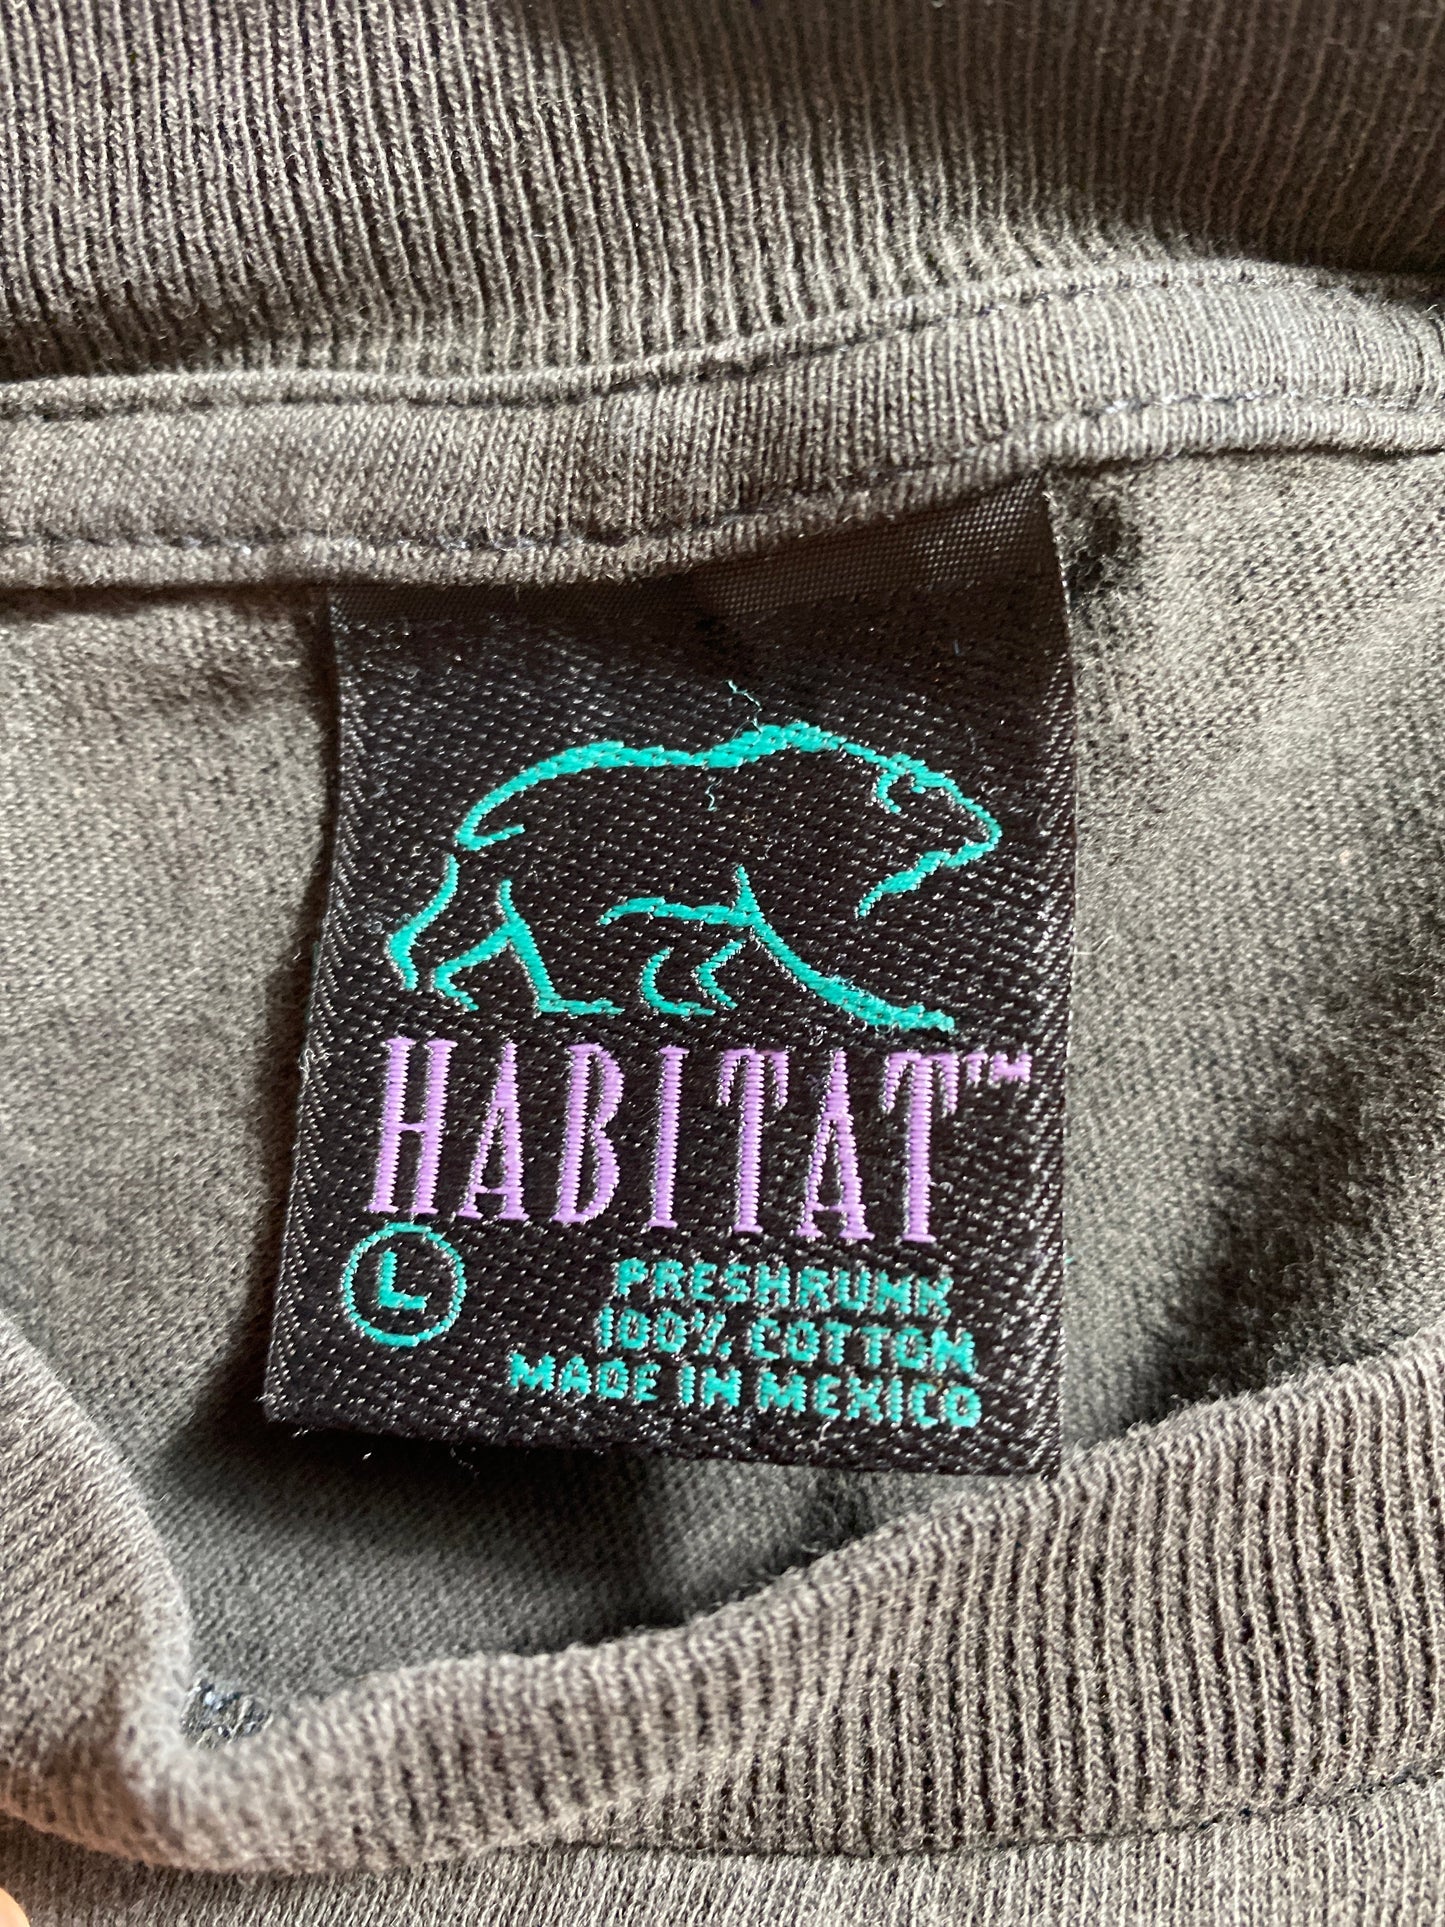 HABITAT™
L
PRESHRUNK
100% COTTON
MADE IN MEXICO